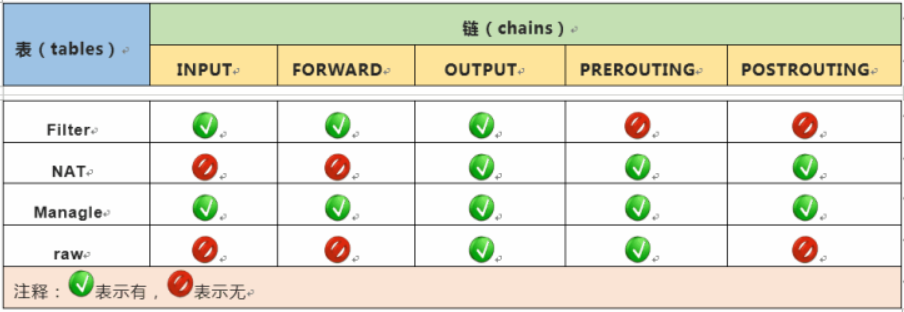 表（tables）
链（chains）
INPUT FORWARD OUTPUT PREROUTING POSTROUTING
Filter
NAT
Managle
raw
注释：表示有，表示无